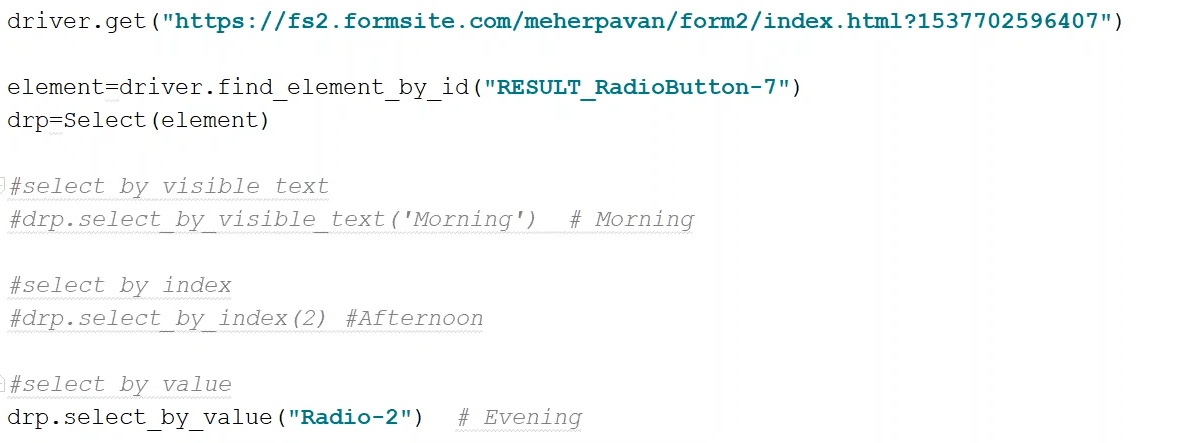 driver.get("https://fs2.formsite.com/meherpavan/form2/index.html?1537702596407")
element=driver.find_element_by_id("RESULT_RadioButton-7")
drp=Select(element)
#select by visible text
#drp.select_by_visible_text('Morning')  # Morning
#select by index
#drp.select_by_index(2) #Afternoon
#select by value
drp.select_by_value("Radio-2")  # Evening